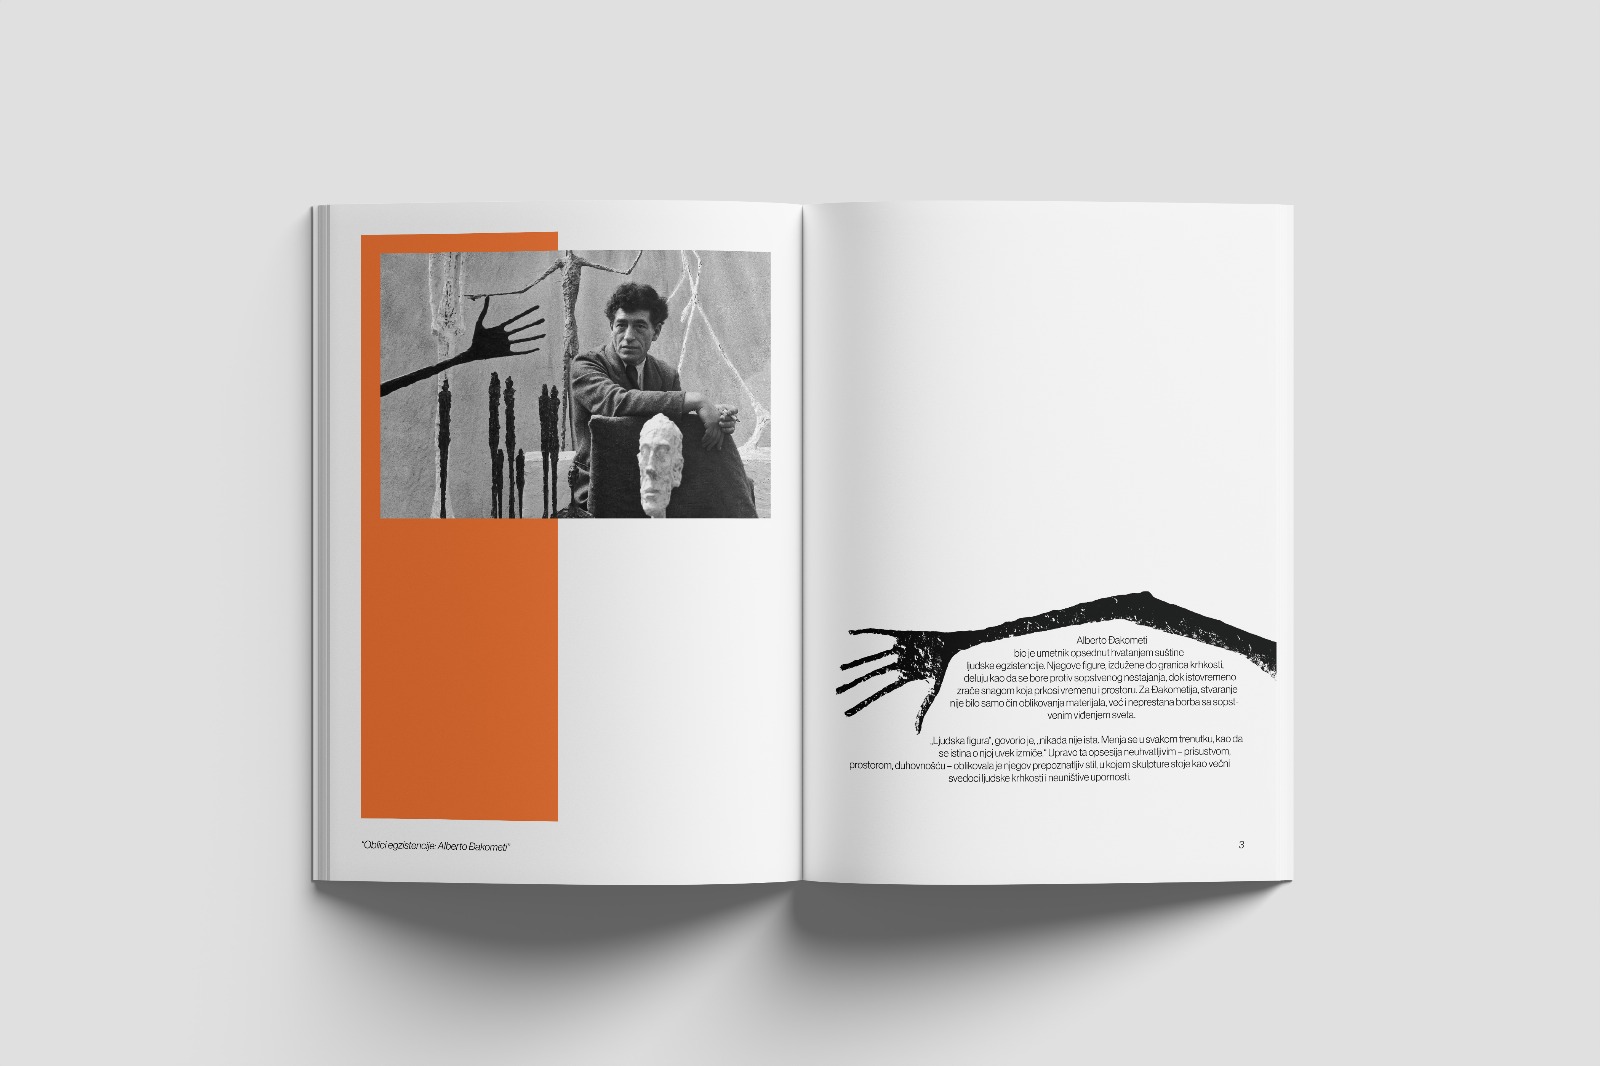 "Oblici egzistencije: Alberto Đakometi"
Alberto Đakometi
bio je umetnik opsednut hvatanjem suštine
ljudske egzistencije. Njegove figure, izdužene do granica krhkosti,
deluju kao da se bore protiv sopstvenog nestajanja, dok istovremeno
zrače snagom koja prkosi vremenu i prostoru. Za Đakometija, stvaranje
nije bilo samo čin oblikovanja materijala, već i neprestana borba sa sopst-
venim viđenjem sveta.
„Ljudska figura", govorio je, „nikada nije ista. Menja se u svakom trenutku, kao da
se istina o njoj uvek izmiče." Upravo ta opsesija neuhvatljivim – prisustvom,
prostorom, duhovnošću – oblikovala je njegov prepoznatljiv stil, u kojem skulpture stoje kao večni
svedoci ljudske krhkosti i neuništive upornosti.
3